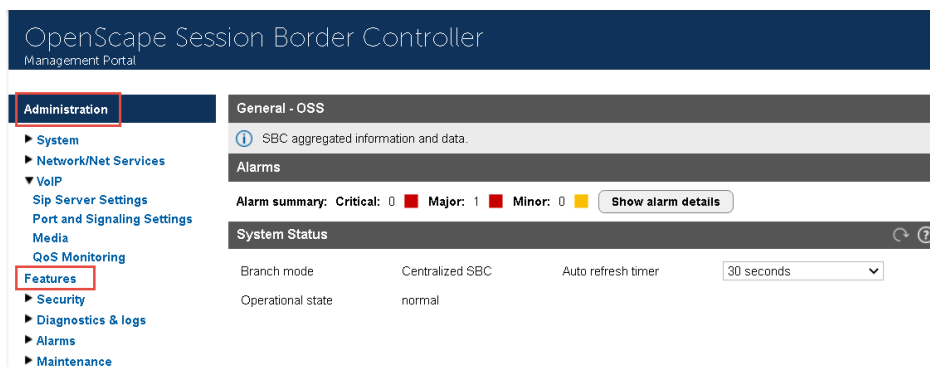 OpenScape Session Border Controller
Management Portal
Administration
System
Network/Net Services
VoIP
Sip Server Settings
Port and Signaling Settings
Media
QoS Monitoring
Features
Security
Diagnostics & logs
Alarms
Maintenance
General - OSS
SBC aggregated information and data.
Alarms
Alarm summary: Critical: 0 Major: 1 Minor: 0 Show alarm details
System Status
Branch mode Centralized SBC Auto refresh timer 30 seconds
Operational state normal